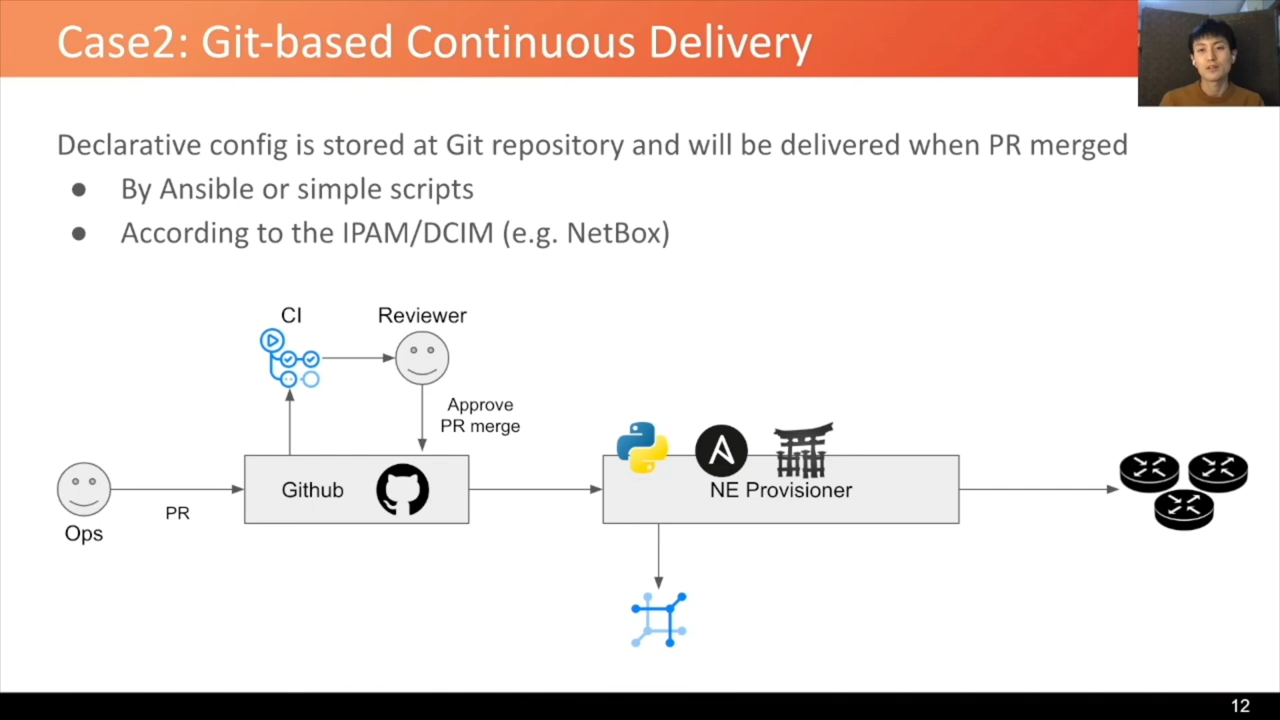 Case2: Git-based Continuous Delivery
Declarative config is stored at Git repository and will be delivered when PR merged
● By Ansible or simple scripts
● According to the IPAM/DCIM (e.g. NetBox)
CI
Reviewer
Approve
PR merge
Github
NE Provisioner
PR
Ops
12